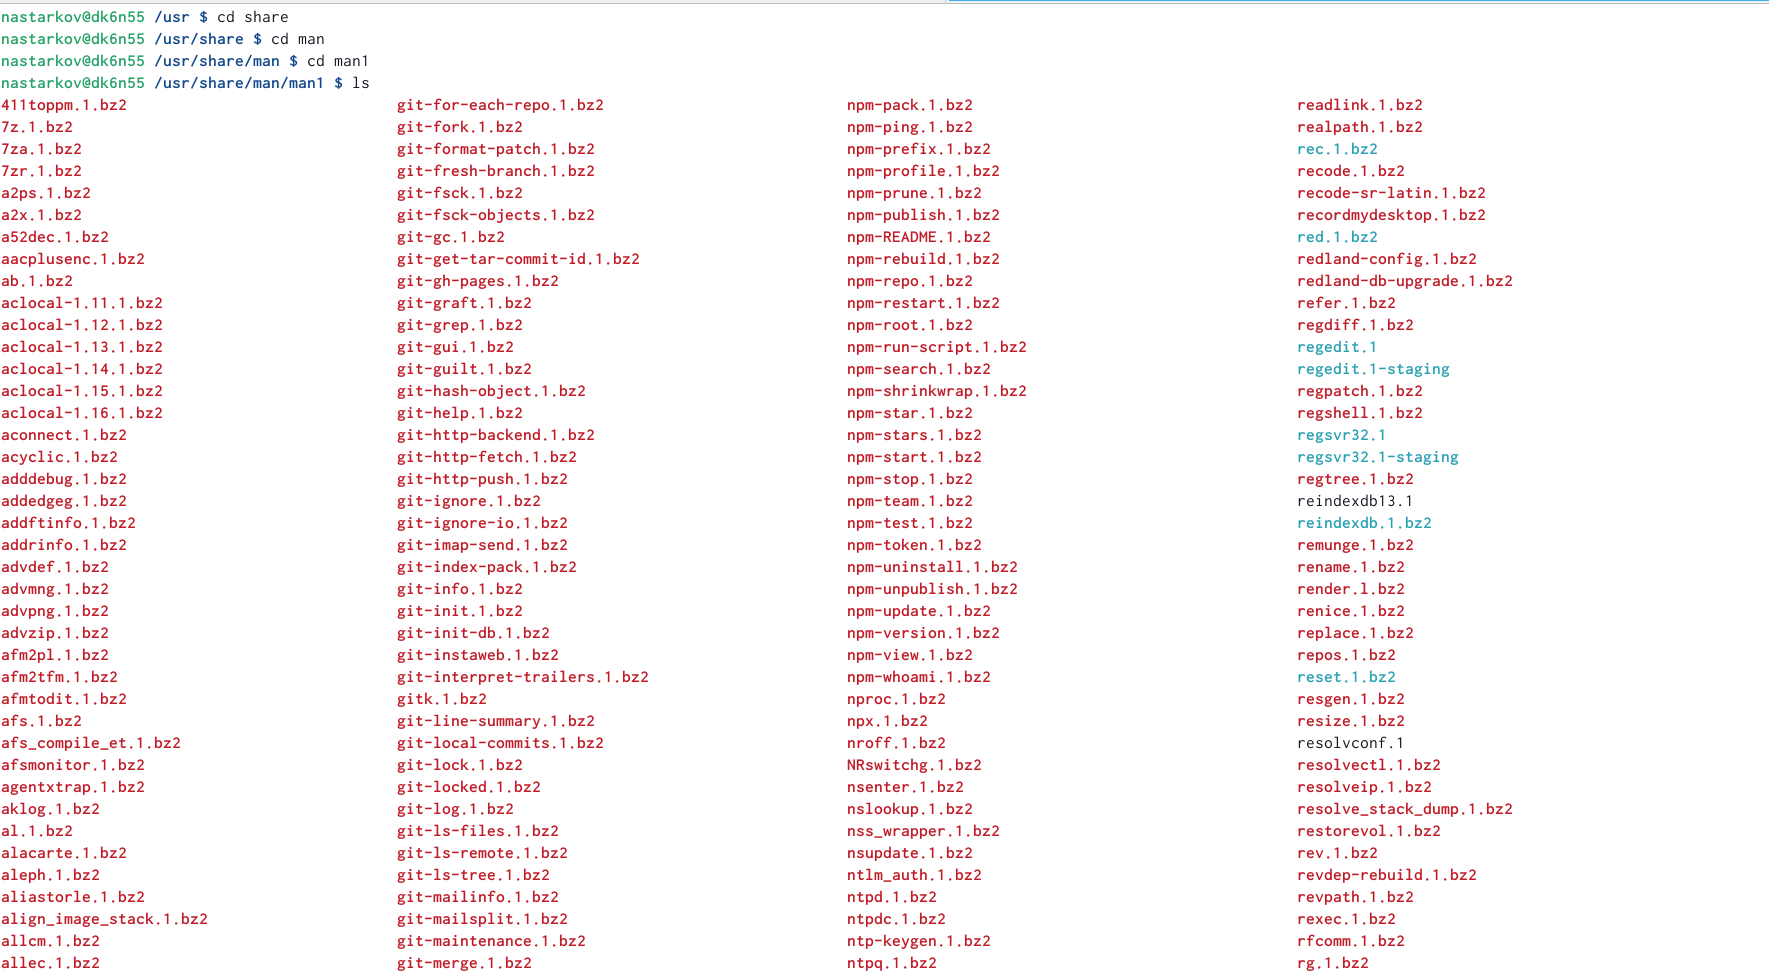 nastarkov@dk6n55 /usr $ cd share
nastarkov@dk6n55 /usr/share $ cd man
nastarkov@dk6n55 /usr/share/man $ cd man1
nastarkov@dk6n55 /usr/share/man/man1 $ ls
411toppm.1.bz2 git-for-each-repo.1.bz2 npm-pack.1.bz2 readlink.1.bz2
7z.1.bz2 git-fork.1.bz2 npm-ping.1.bz2 realpath.1.bz2
7za.1.bz2 git-format-patch.1.bz2 npm-prefix.1.bz2 rec.1.bz2
7zr.1.bz2 git-fresh-branch.1.bz2 npm-profile.1.bz2 recode.1.bz2
a2ps.1.bz2 git-fsck.1.bz2 npm-prune.1.bz2 recode-sr-latin.1.bz2
a2x.1.bz2 git-fsck-objects.1.bz2 npm-publish.1.bz2 recordmydesktop.1.bz2
a52dec.1.bz2 git-gc.1.bz2 npm-README.1.bz2 red.1.bz2
aacplusenc.1.bz2 git-get-tar-commit-id.1.bz2 npm-rebuild.1.bz2 redland-config.1.bz2
ab.1.bz2 git-gh-pages.1.bz2 npm-repo.1.bz2 redland-db-upgrade.1.bz2
aclocal-1.11.1.bz2 git-graft.1.bz2 npm-restart.1.bz2 refer.1.bz2
aclocal-1.12.1.bz2 git-grep.1.bz2 npm-root.1.bz2 regdiff.1.bz2
aclocal-1.13.1.bz2 git-gui.1.bz2 npm-run-script.1.bz2 regedit.1
aclocal-1.14.1.bz2 git-guilt.1.bz2 npm-search.1.bz2 regedit.1-staging
aclocal-1.15.1.bz2 git-hash-object.1.bz2 npm-shrinkwrap.1.bz2 regpatch.1.bz2
aclocal-1.16.1.bz2 git-help.1.bz2 npm-star.1.bz2 regshell.1.bz2
aconnect.1.bz2 git-http-backend.1.bz2 npm-stars.1.bz2 regsvr32.1
acyclic.1.bz2 git-http-fetch.1.bz2 npm-start.1.bz2 regsvr32.1-staging
adddebug.1.bz2 git-http-push.1.bz2 npm-stop.1.bz2 regtree.1.bz2
addedgeg.1.bz2 git-ignore.1.bz2 npm-team.1.bz2 reindexdb13.1
addftinfo.1.bz2 git-ignore-io.1.bz2 npm-test.1.bz2 reindexdb.1.bz2
addrinfo.1.bz2 git-imap-send.1.bz2 npm-token.1.bz2 remunge.1.bz2
advdef.1.bz2 git-index-pack.1.bz2 npm-uninstall.1.bz2 rename.1.bz2
advmng.1.bz2 git-info.1.bz2 npm-unpublish.1.bz2 render.l.bz2
advpng.1.bz2 git-init.1.bz2 npm-update.1.bz2 renice.1.bz2
advzip.1.bz2 git-init-db.1.bz2 npm-version.1.bz2 replace.1.bz2
afm2pl.1.bz2 git-instaweb.1.bz2 npm-view.1.bz2 repos.1.bz2
afm2tfm.1.bz2 git-interpret-trailers.1.bz2 npm-whoami.1.bz2 reset.1.bz2
afmtodit.1.bz2 gitk.1.bz2 nproc.1.bz2 resgen.1.bz2
afs.1.bz2 git-line-summary.1.bz2 npx.1.bz2 resize.1.bz2
afs_compile_et.1.bz2 git-local-commits.1.bz2 nroff.1.bz2 resolvconf.1
afsmonitor.1.bz2 git-lock.1.bz2 NRswitchg.1.bz2 resolvectl.1.bz2
agentxtrap.1.bz2 git-locked.1.bz2 nsenter.1.bz2 resolveip.1.bz2
aklog.1.bz2 git-log.1.bz2 nslookup.1.bz2 resolve_stack_dump.1.bz2
al.1.bz2 git-ls-files.1.bz2 nss_wrapper.1.bz2 restorevol.1.bz2
alacarte.1.bz2 git-ls-remote.1.bz2 nsupdate.1.bz2 rev.1.bz2
aleph.1.bz2 git-ls-tree.1.bz2 ntlm_auth.1.bz2 revdep-rebuild.1.bz2
aliastorle.1.bz2 git-mailinfo.1.bz2 ntpd.1.bz2 revpath.1.bz2
align_image_stack.1.bz2 git-mailsplit.1.bz2 ntpdc.1.bz2 rexec.1.bz2
allcm.1.bz2 git-maintenance.1.bz2 ntp-keygen.1.bz2 rfcomm.1.bz2
allec.1.bz2 git-merge.1.bz2 ntpq.1.bz2 rg.1.bz2